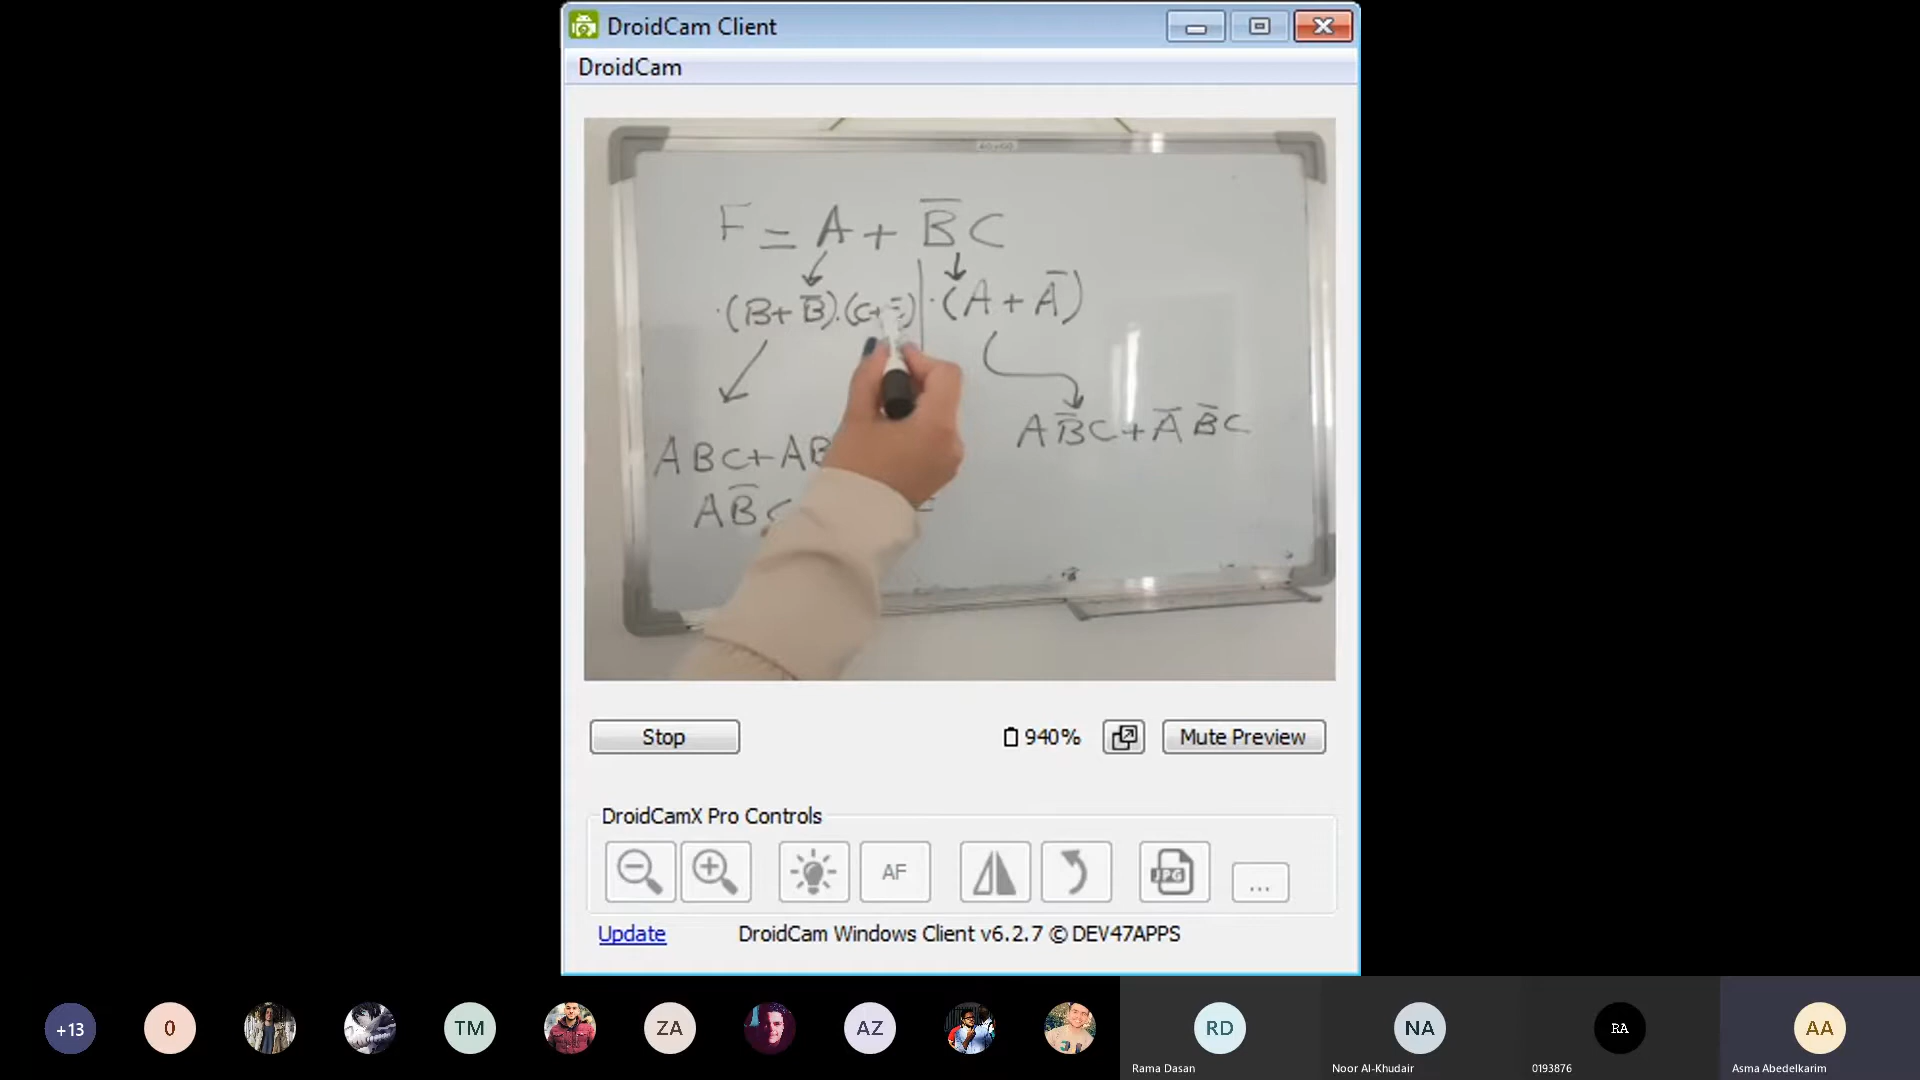 DroidCam Client
DroidCam
60x90
F = A + B̅C
·(B+B̅).(C+C̅) | ·(A + A̅)
AB̅C+A̅B̅C
ABC+AB
AB̅C
Stop
940%
Mute Preview
DroidCamX Pro Controls
AF
JPG
...
Update
DroidCam Windows Client v6.2.7 © DEV47APPS
+13
0
TM
ZA
AZ
RD
NA
RA
AA
Rama Dasan
Noor Al-Khudair
0193876
Asma Abedelkarim